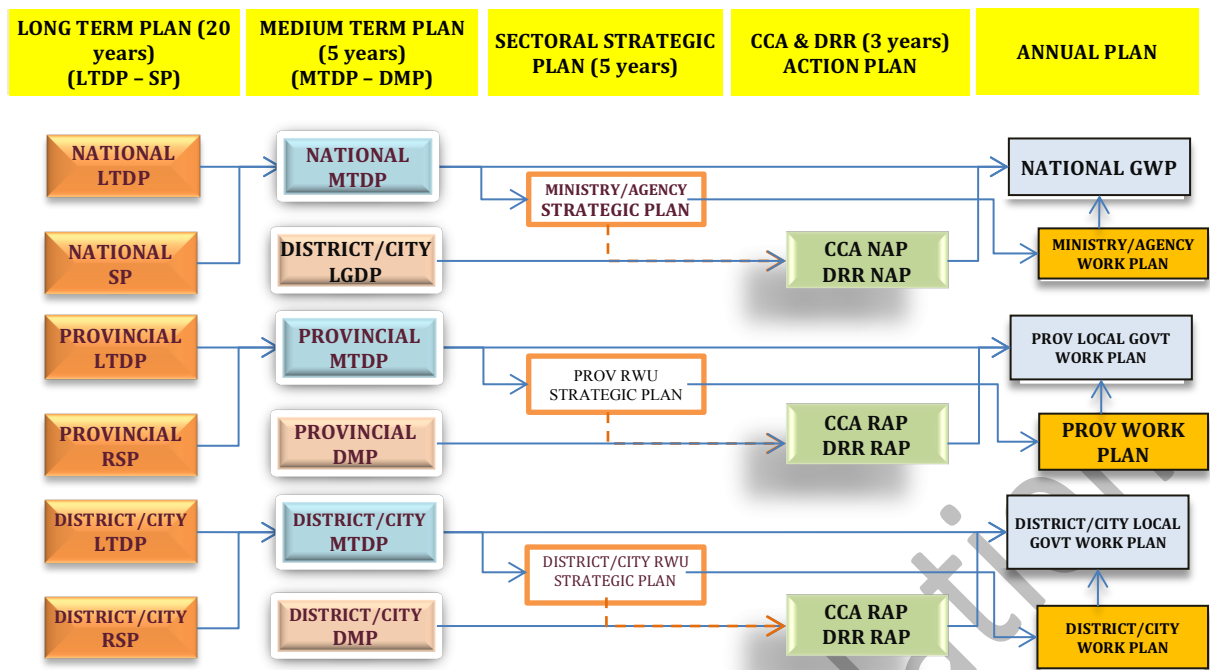 LONG TERM PLAN (20
years)
(LTDP – SP)
MEDIUM TERM PLAN
(5 years)
(MTDP – DMP)
SECTORAL STRATEGIC
PLAN (5 years)
CCA & DRR (3 years)
ACTION PLAN
ANNUAL PLAN
NATIONAL
LTDP
NATIONAL
MTDP
MINISTRY/AGENCY
STRATEGIC PLAN
NATIONAL GWP
NATIONAL
SP
DISTRICT/CITY
LGDP
CCA NAP
DRR NAP
MINISTRY/AGENCY
WORK PLAN
PROVINCIAL
LTDP
PROVINCIAL
MTDP
PROV RWU
STRATEGIC PLAN
PROV LOCAL GOVT
WORK PLAN
PROVINCIAL
RSP
PROVINCIAL
DMP
CCA RAP
DRR RAP
PROV WORK
PLAN
DISTRICT/CITY
LTDP
DISTRICT/CITY
MTDP
DISTRICT/CITY RWU
STRATEGIC PLAN
DISTRICT/CITY LOCAL
GOVT WORK PLAN
DISTRICT/CITY
RSP
DISTRICT/CITY
DMP
CCA RAP
DRR RAP
DISTRICT/CITY
WORK PLAN